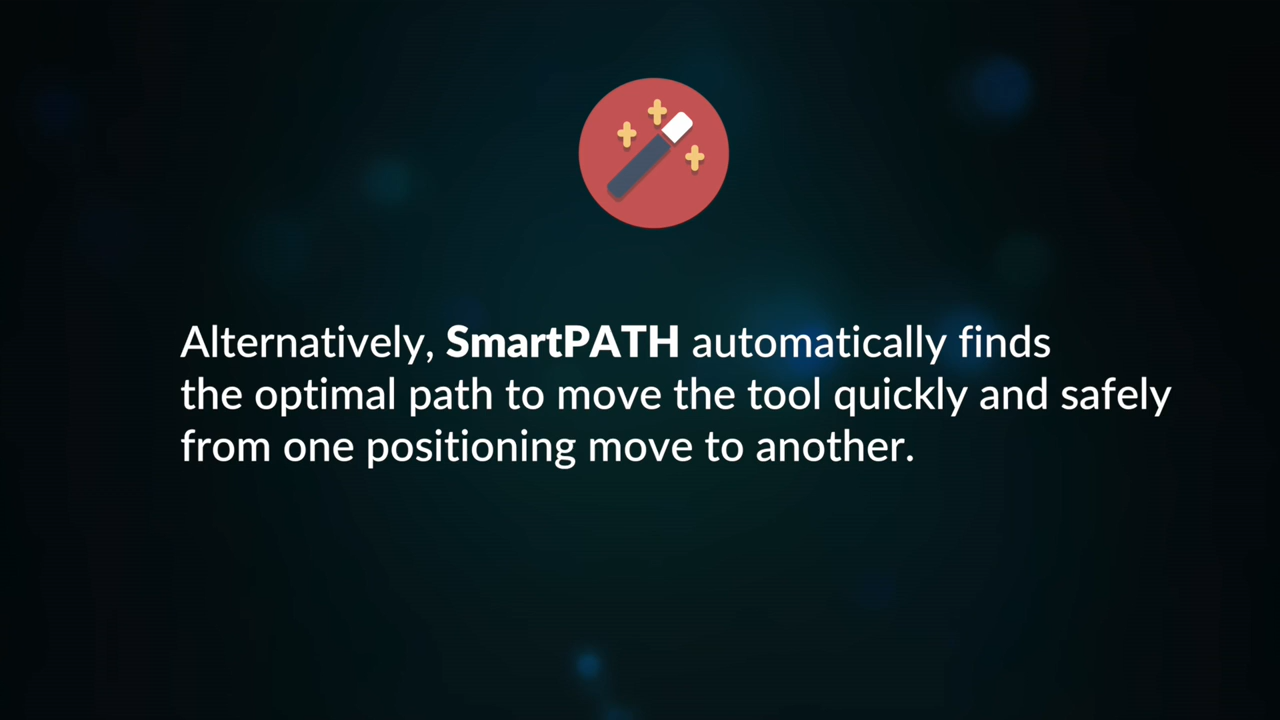 Alternatively, SmartPATH automatically finds
the optimal path to move the tool quickly and safely
from one positioning move to another.